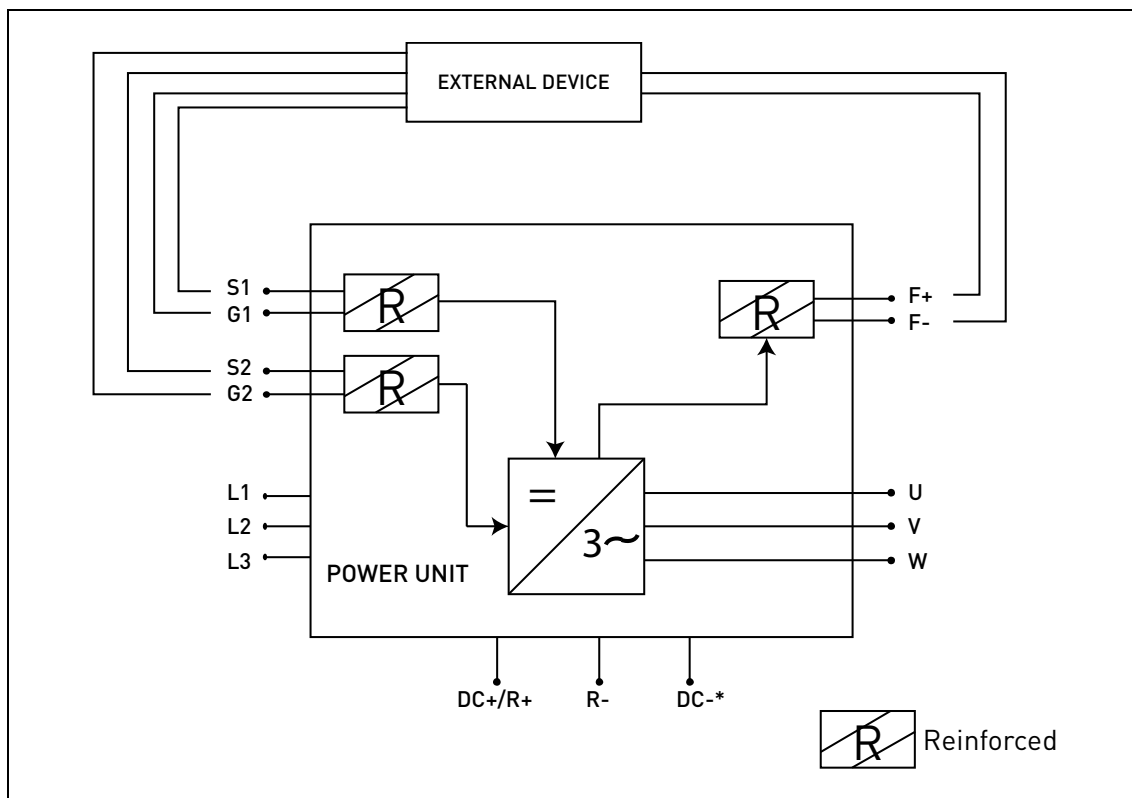 EXTERNAL DEVICE
S1
R
G1
R
F+
F-
S2
R
G2
L1
=
U
L2
3~
V
L3
POWER UNIT
W
DC+/R+
R-
DC-*
R
Reinforced